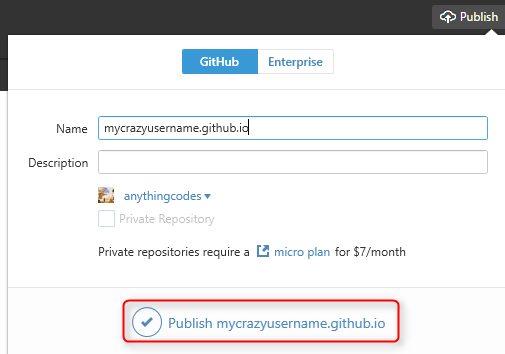 Publish
GitHub Enterprise
Name mycrazyusername.github.io
Description
anythingcodes
Private Repository
Private repositories require a micro plan for $7/month
Publish mycrazyusername.github.io